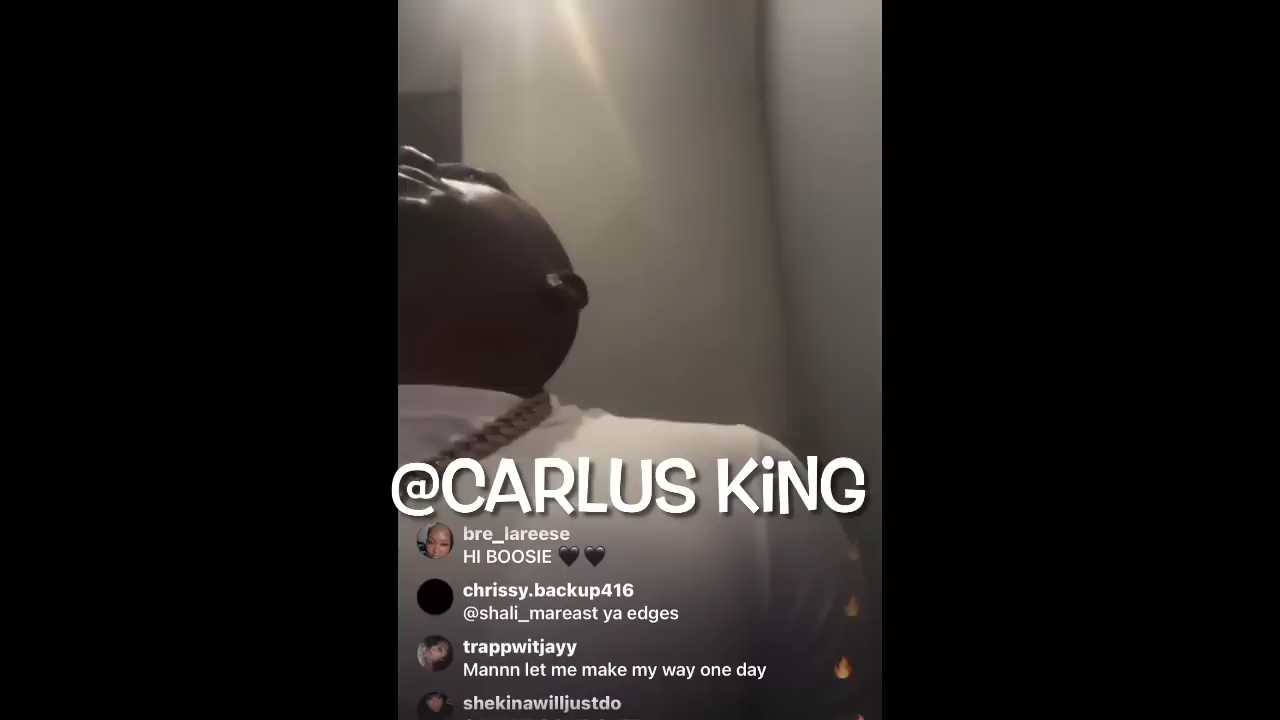 @CARLUS KiNG
bre_lareese
HI BOOSIE 🖤🖤
chrissy.backup416
@shali_mareast ya edges
trappwitjayy
Mannn let me make my way one day
shekinawilljustdo